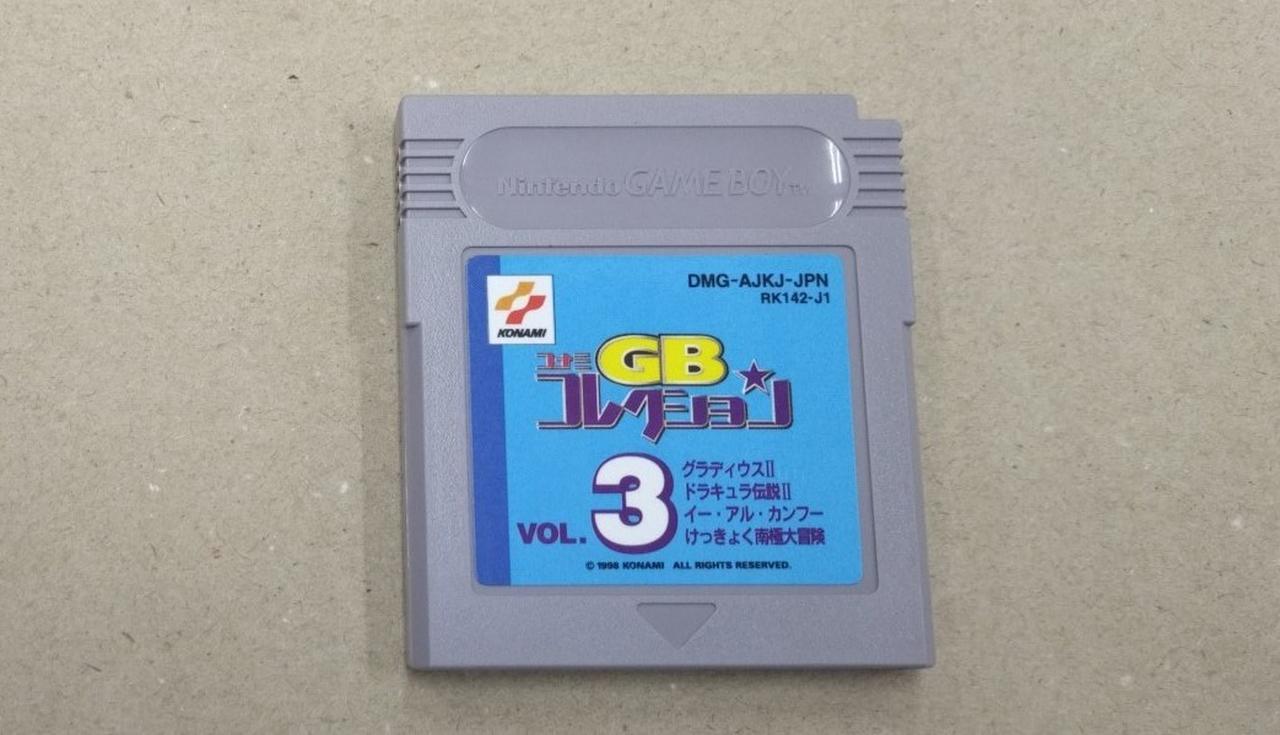 Nintendo GAME BOY™
KONAMI
DMG-AJKJ-JPN
RK142-J1
コナミ GB
コレクション
VOL. 3
グラディウスⅡ
ドラキュラ伝説Ⅱ
イー・アル・カンフー
けっきょく南極大冒険
© 1998 KONAMI ALL RIGHTS RESERVED.